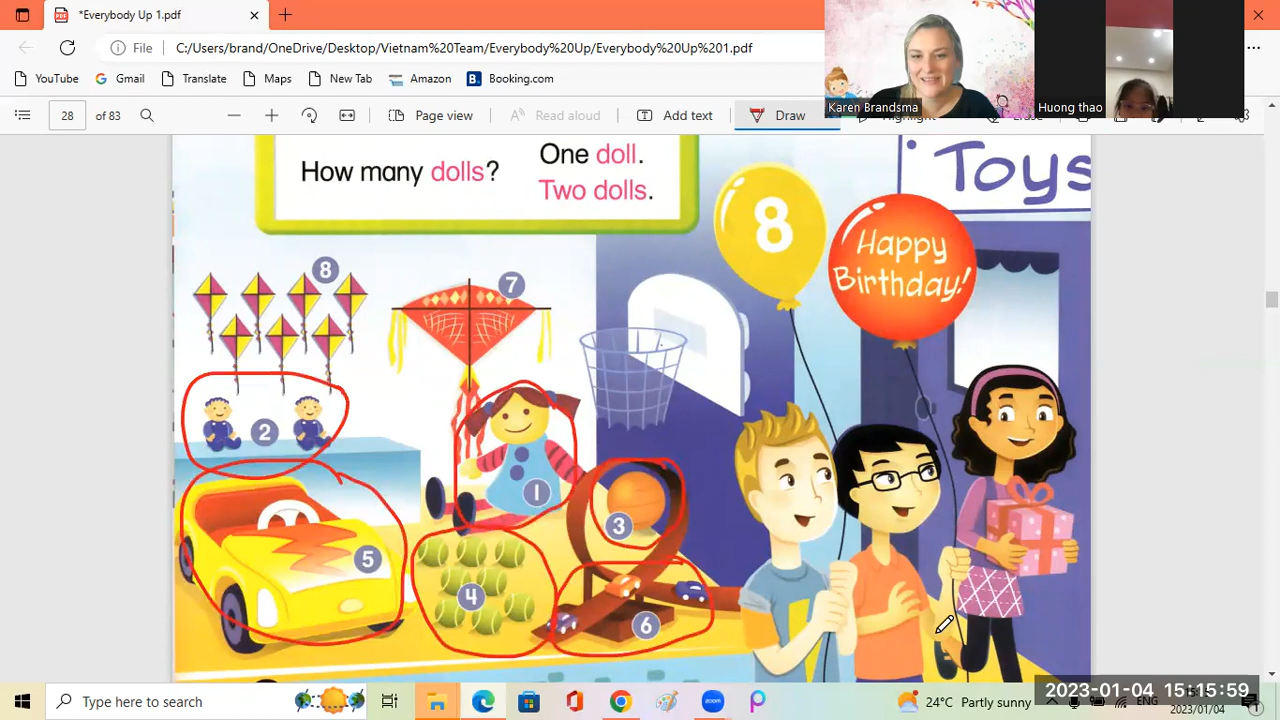 *Everybody Up 1.pdf
File C:/Users/brand/OneDrive/Desktop/Vietnam%20Team/Everybody%20Up/Everybody%20Up%201.pdf
YouTube Gmail Translate Maps New Tab Amazon Booking.com
Karen Brandsma
Huong thao
28 of 83 Page view Read aloud Add text Draw
How many dolls?
One doll.
Two dolls.
Toys
8
Happy
Birthday!
8
7
2
1
3
5
4
6
Type here to search
zoom
24°C Partly sunny
ENG
2023-01-04 15:15:59
2023/01/04